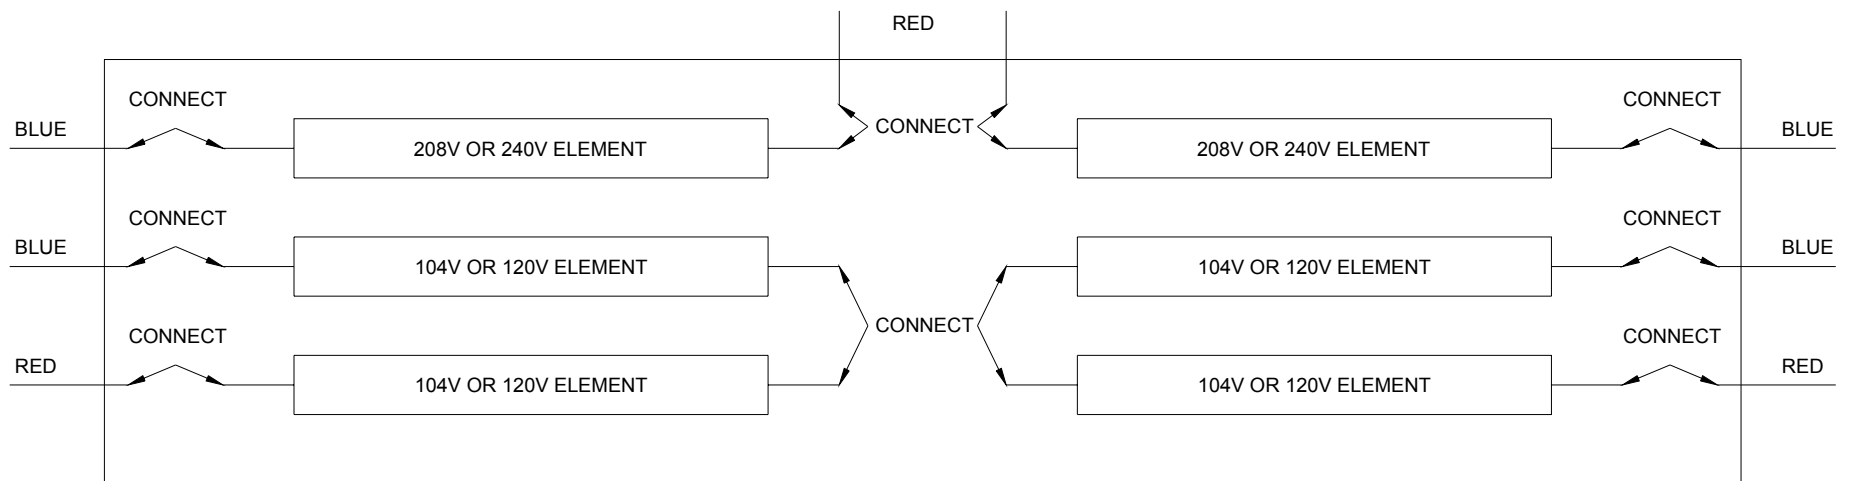 RED
CONNECT
CONNECT
BLUE
208V OR 240V ELEMENT
CONNECT
208V OR 240V ELEMENT
BLUE
CONNECT
CONNECT
BLUE
104V OR 120V ELEMENT
104V OR 120V ELEMENT
BLUE
CONNECT
CONNECT
CONNECT
RED
104V OR 120V ELEMENT
104V OR 120V ELEMENT
RED